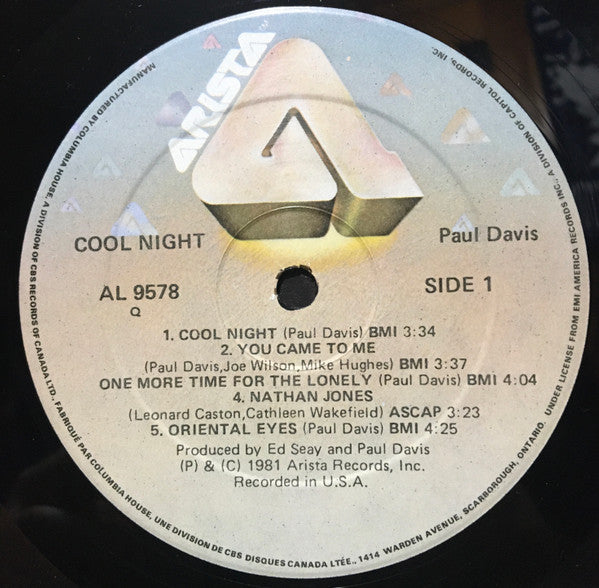 ARISTA
COOL NIGHT
Paul Davis
AL 9578
Q
SIDE 1
1. COOL NIGHT (Paul Davis) BMI 3:34
2. YOU CAME TO ME
(Paul Davis,Joe Wilson,Mike Hughes) BMI 3:37
ONE MORE TIME FOR THE LONELY (Paul Davis) BMI 4:04
4. NATHAN JONES
(Leonard Caston,Cathleen Wakefield) ASCAP 3:23
5. ORIENTAL EYES (Paul Davis) BMI 4:25
Produced by Ed Seay and Paul Davis
(P) & (C) 1981 Arista Records, Inc.
Recorded in U.S.A.
MANUFACTURED BY COLUMBIA HOUSE, A DIVISION OF CBS RECORDS OF CANADA LTD., FABRIQUÉ PAR COLUMBIA HOUSE, UNE DIVISION DE CBS DISQUES CANADA LTÉE., 1414 WARDEN AVENUE, SCARBOROUGH, ONTARIO. UNDER LICENSE FROM EMI AMERICA RECORDS INC., A DIVISION OF CAPITOL RECORDS, INC.